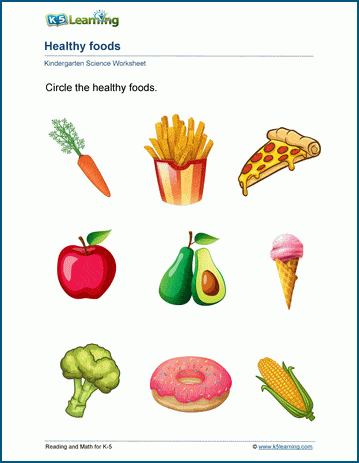 K5 Learning
Healthy foods
Kindergarten Science Worksheet
Circle the healthy foods.
Reading and Math for K-5
© www.k5learning.com